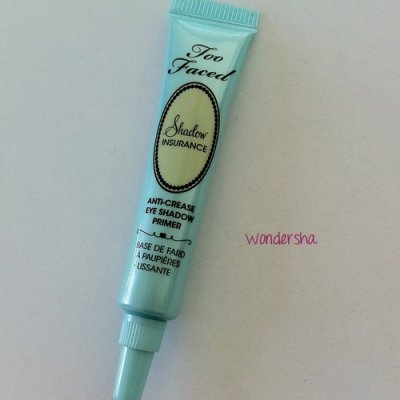 Too
Faced
Shadow
INSURANCE
ANTI-CREASE
EYE SHADOW
PRIMER
BASE DE FARD
À PAUPIÈRES
LISSANTE
wondersha